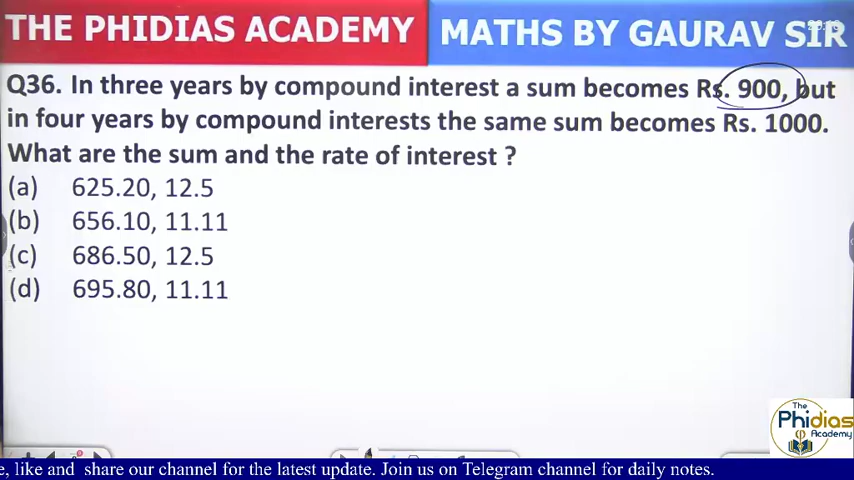 THE PHIDIAS ACADEMY
MATHS BY GAURAV SIR
Q36. In three years by compound interest a sum becomes Rs. 900, but
in four years by compound interests the same sum becomes Rs. 1000.
What are the sum and the rate of interest ?
(a) 625.20, 12.5
(b) 656.10, 11.11
(c) 686.50, 12.5
(d) 695.80, 11.11
The
Phidias
Academy
e, like and share our channel for the latest update. Join us on Telegram channel for daily notes.